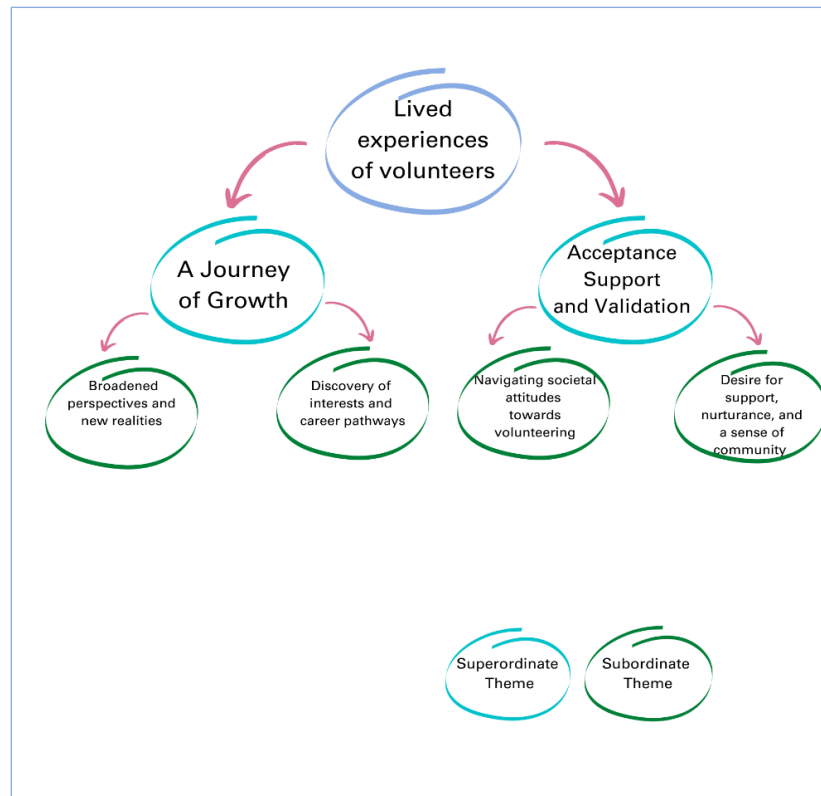 Lived
experiences
of volunteers
A Journey
of Growth
Acceptance
Support
and Validation
Broadened
perspectives and
new realities
Discovery of
interests and
career pathways
Navigating societal
attitudes
towards
volunteering
Desire for
support,
nurturance, and
a sense of
community
Superordinate
Theme
Subordinate
Theme